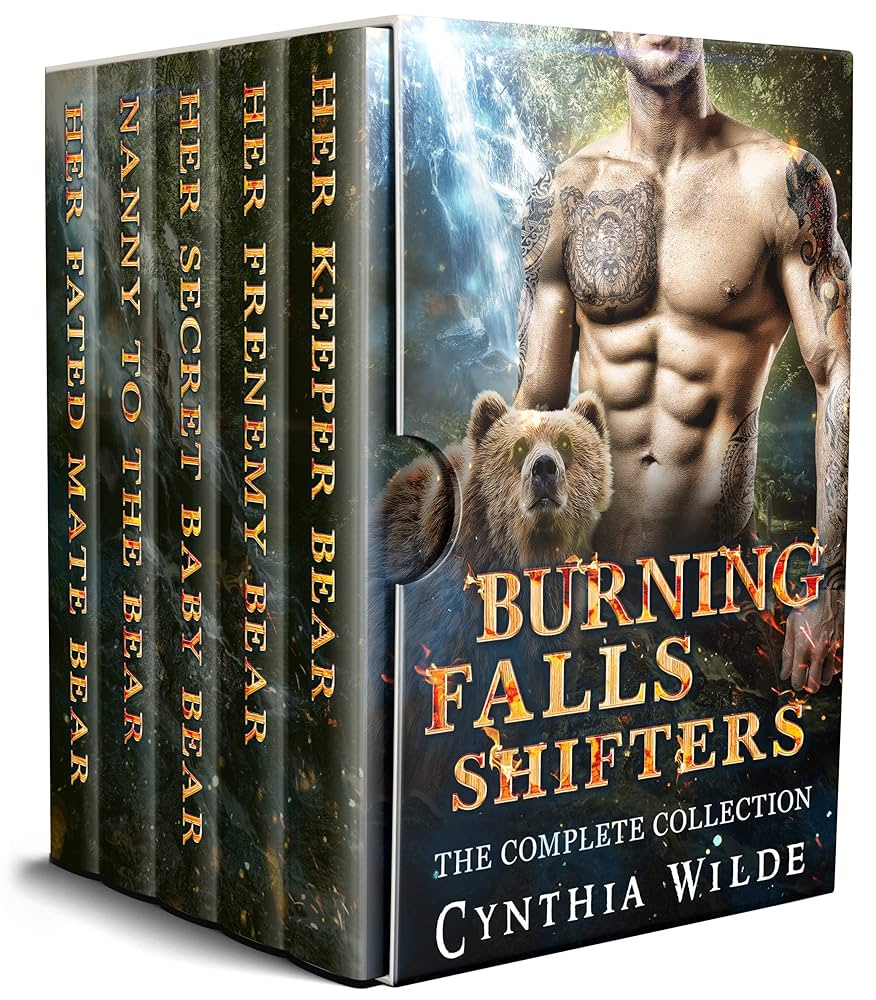 HER FATED MATE BEAR
NANNY TO THE BEAR
HER SECRET BABY BEAR
HER FRENEMY BEAR
HER KEEPER BEAR
BURNING
FALLS
SHIFTERS
THE COMPLETE COLLECTION
CYNTHIA WILDE